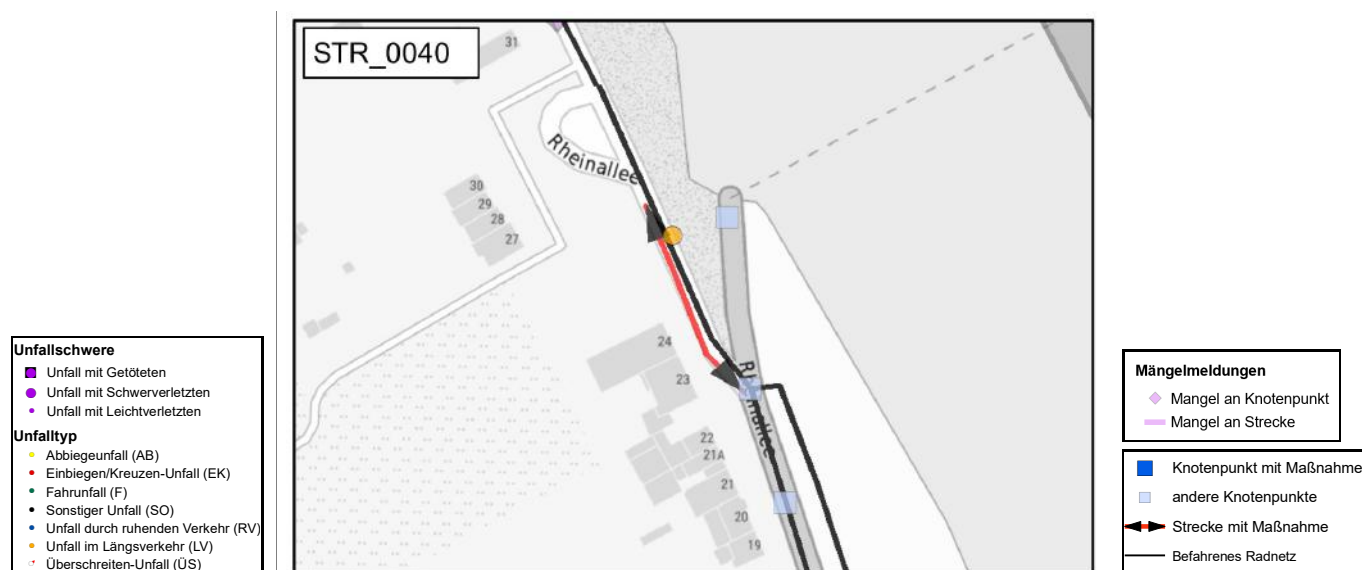 STR_0040
31
Rheinallee
30
29
28
27
24
23
22
21A
21
20
19
Unfallschwere
Unfall mit Getöteten
Unfall mit Schwerverletzten
Unfall mit Leichtverletzten
Unfalltyp
Abbiegeunfall (AB)
Einbiegen/Kreuzen-Unfall (EK)
Fahrunfall (F)
Sonstiger Unfall (SO)
Unfall durch ruhenden Verkehr (RV)
Unfall im Längsverkehr (LV)
Überschreiten-Unfall (ÜS)
Mängelmeldungen
Mangel an Knotenpunkt
Mangel an Strecke
Knotenpunkt mit Maßnahme
andere Knotenpunkte
Strecke mit Maßnahme
Befahrenes Radnetz